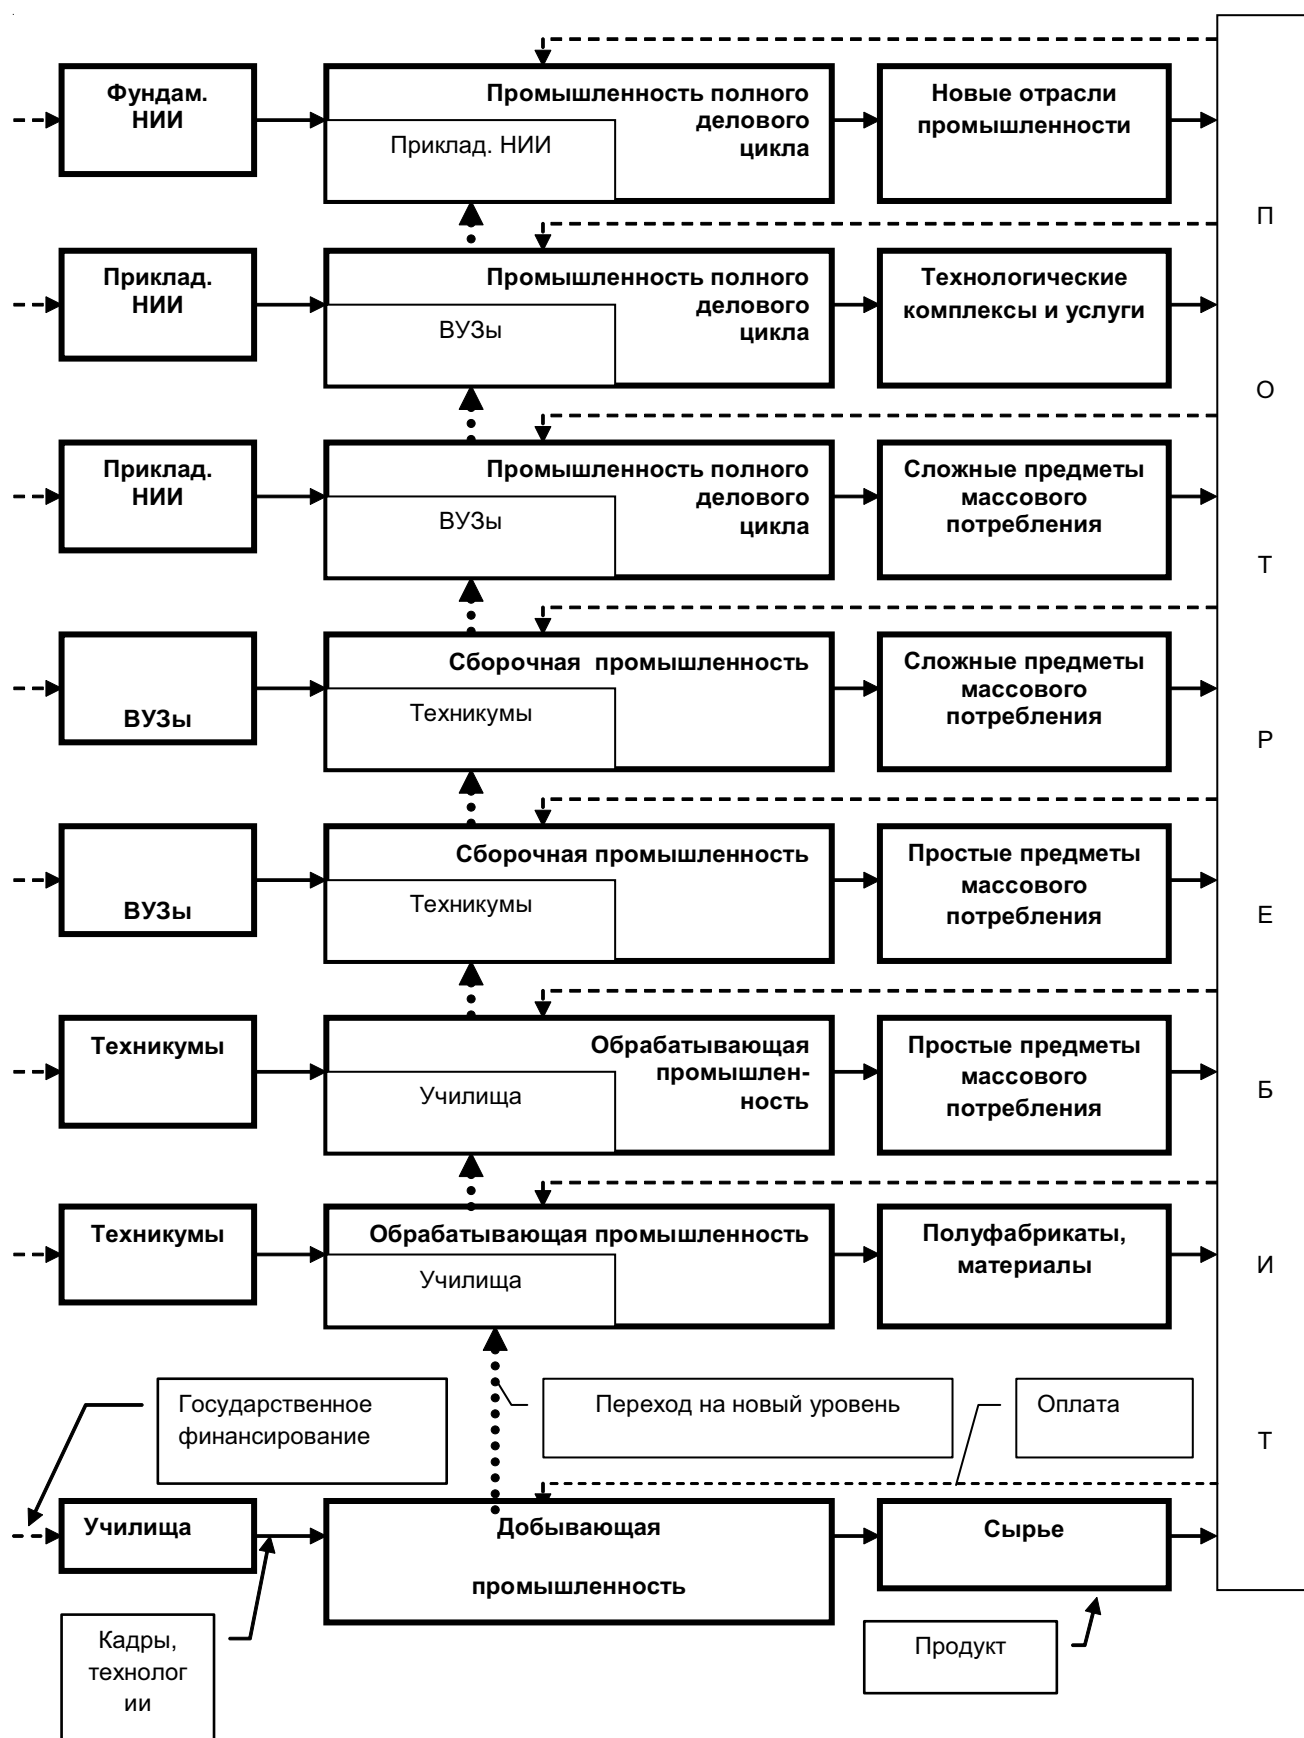 Фундам.
НИИ
Промышленность полного
делового
цикла
Приклад. НИИ
Новые отрасли
промышленности
Приклад.
НИИ
Промышленность полного
делового
цикла
ВУЗы
Технологические
комплексы и услуги
Приклад.
НИИ
Промышленность полного
делового
цикла
ВУЗы
Сложные предметы
массового
потребления
ВУЗы
Сборочная промышленность
Техникумы
Сложные предметы
массового
потребления
ВУЗы
Сборочная промышленность
Техникумы
Простые предметы
массового
потребления
Техникумы
Обрабатывающая
промышлен-
ность
Училища
Простые предметы
массового
потребления
Техникумы
Обрабатывающая промышленность
Училища
Полуфабрикаты,
материалы
Государственное
финансирование
Переход на новый уровень
Оплата
Училища
Добывающая
промышленность
Сырье
Кадры,
технолог
ии
Продукт
П
О
Т
Р
Е
Б
И
Т